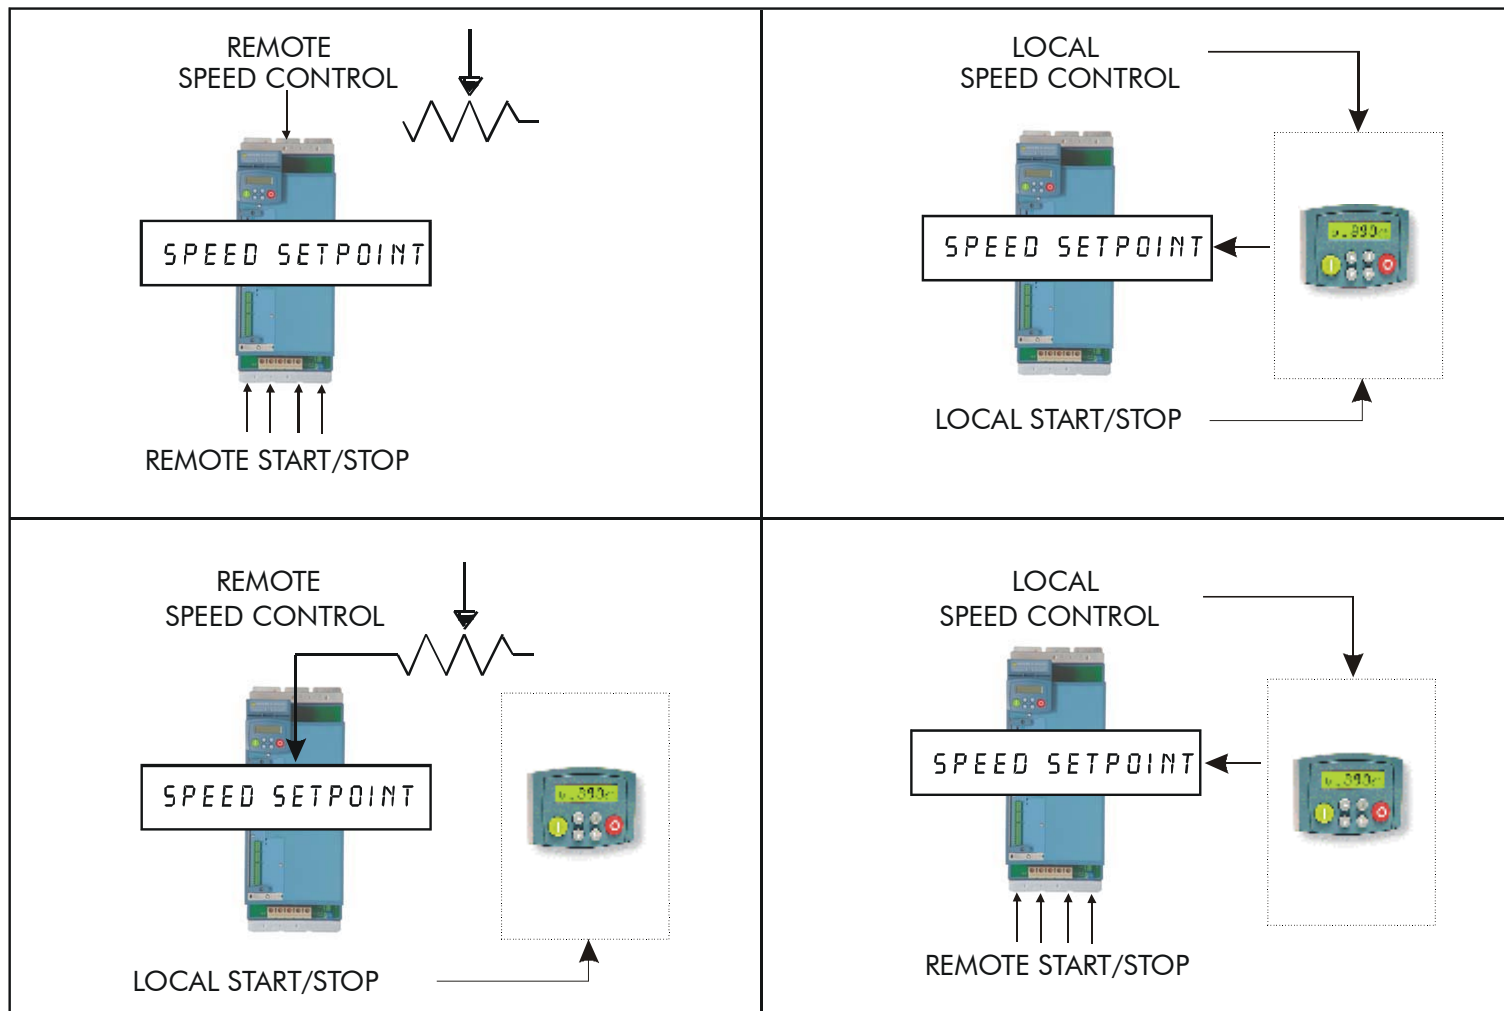 REMOTE
SPEED CONTROL
SPEED SETPOINT
REMOTE START/STOP
LOCAL
SPEED CONTROL
SPEED SETPOINT
LOCAL START/STOP
REMOTE
SPEED CONTROL
SPEED SETPOINT
LOCAL START/STOP
LOCAL
SPEED CONTROL
SPEED SETPOINT
REMOTE START/STOP